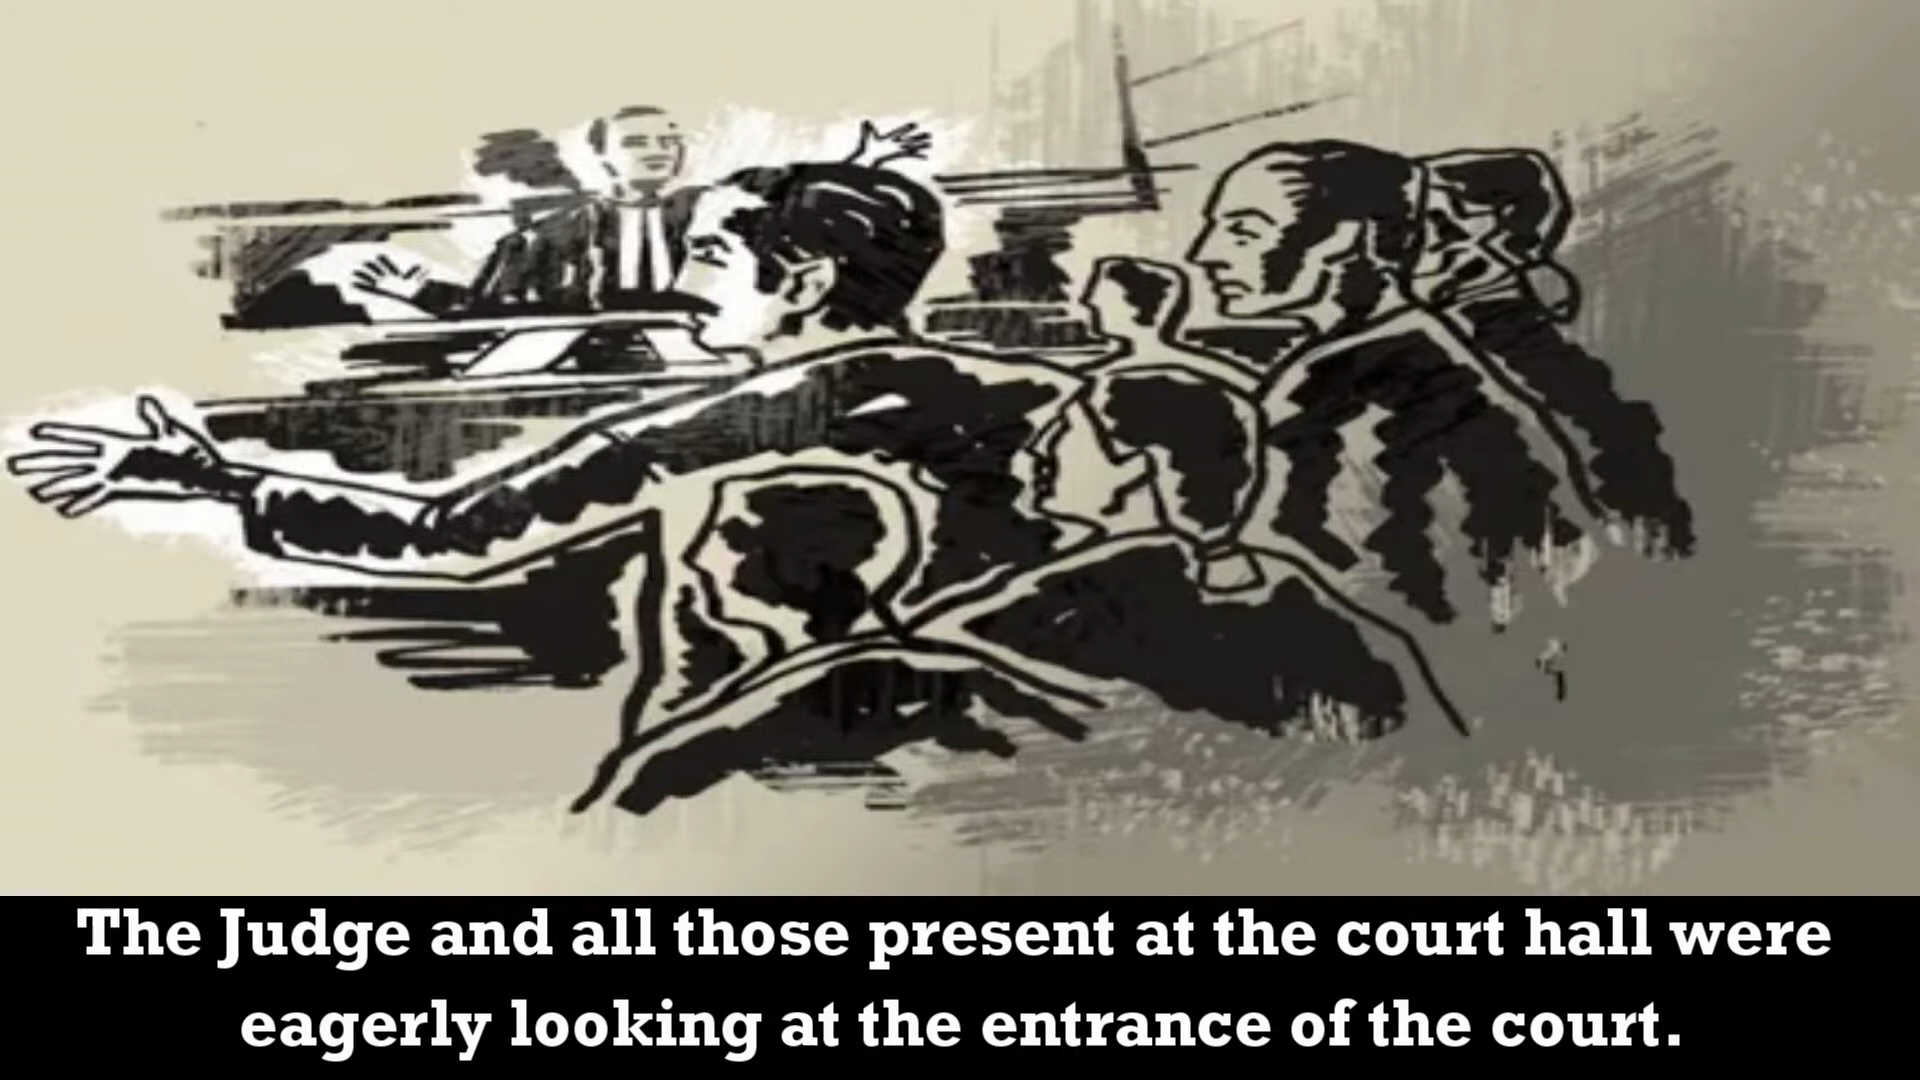 The Judge and all those present at the court hall were
eagerly looking at the entrance of the court.